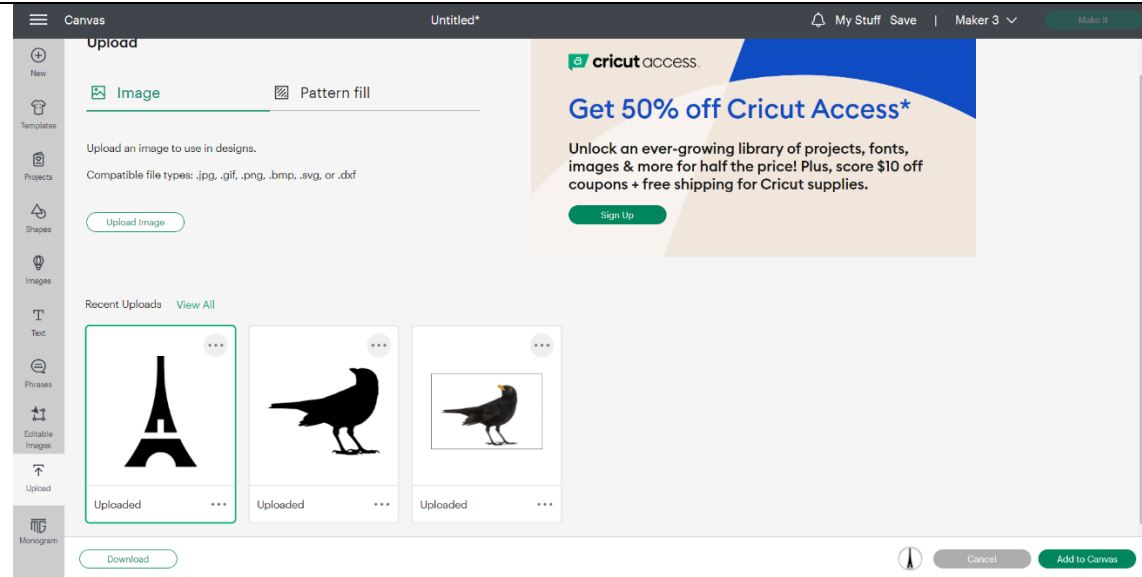 Canvas
Untitled*
My Stuff Save | Maker 3
Make It
New
Templates
Projects
Shapes
Images
Text
Phrases
Editable
Images
Upload
Monogram
Upload
Image
Pattern fill
Upload an image to use in designs.
Compatible file types: .jpg, .gif, .png, .bmp, .svg, or .dxf
Upload Image
cricut access.
Get 50% off Cricut Access*
Unlock an ever-growing library of projects, fonts,
images & more for half the price! Plus, score $10 off
coupons + free shipping for Cricut supplies.
Sign Up
Recent Uploads View All
Uploaded
Uploaded
Uploaded
Download
Cancel
Add to Canvas